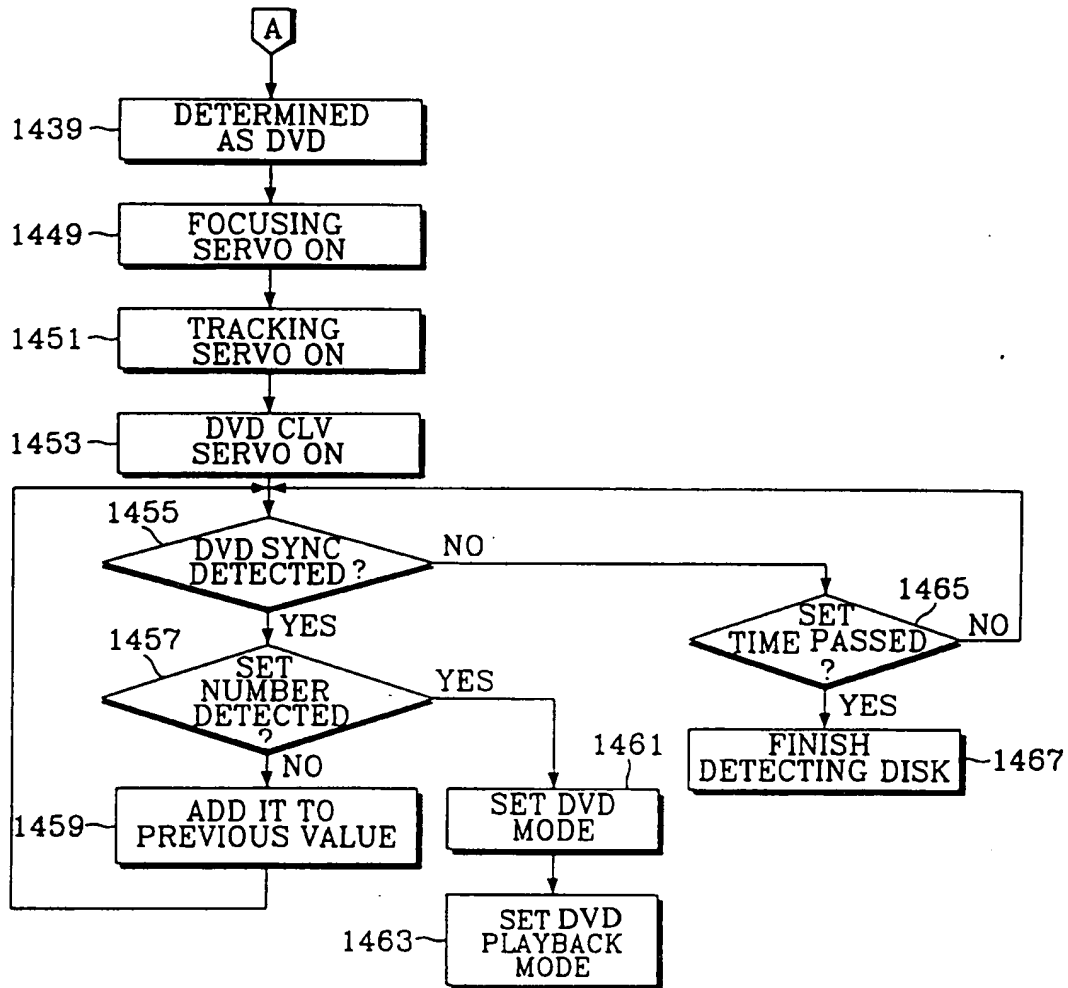 A
1439
DETERMINED
AS DVD
1449
FOCUSING
SERVO ON
1451
TRACKING
SERVO ON
1453
DVD CLV
SERVO ON
1455
DVD SYNC
DETECTED ?
NO
YES
1465
SET
TIME PASSED
?
NO
YES
1457
SET
NUMBER
DETECTED
?
YES
NO
FINISH
DETECTING DISK
1467
1459
ADD IT TO
PREVIOUS VALUE
1461
SET DVD
MODE
1463
SET DVD
PLAYBACK
MODE